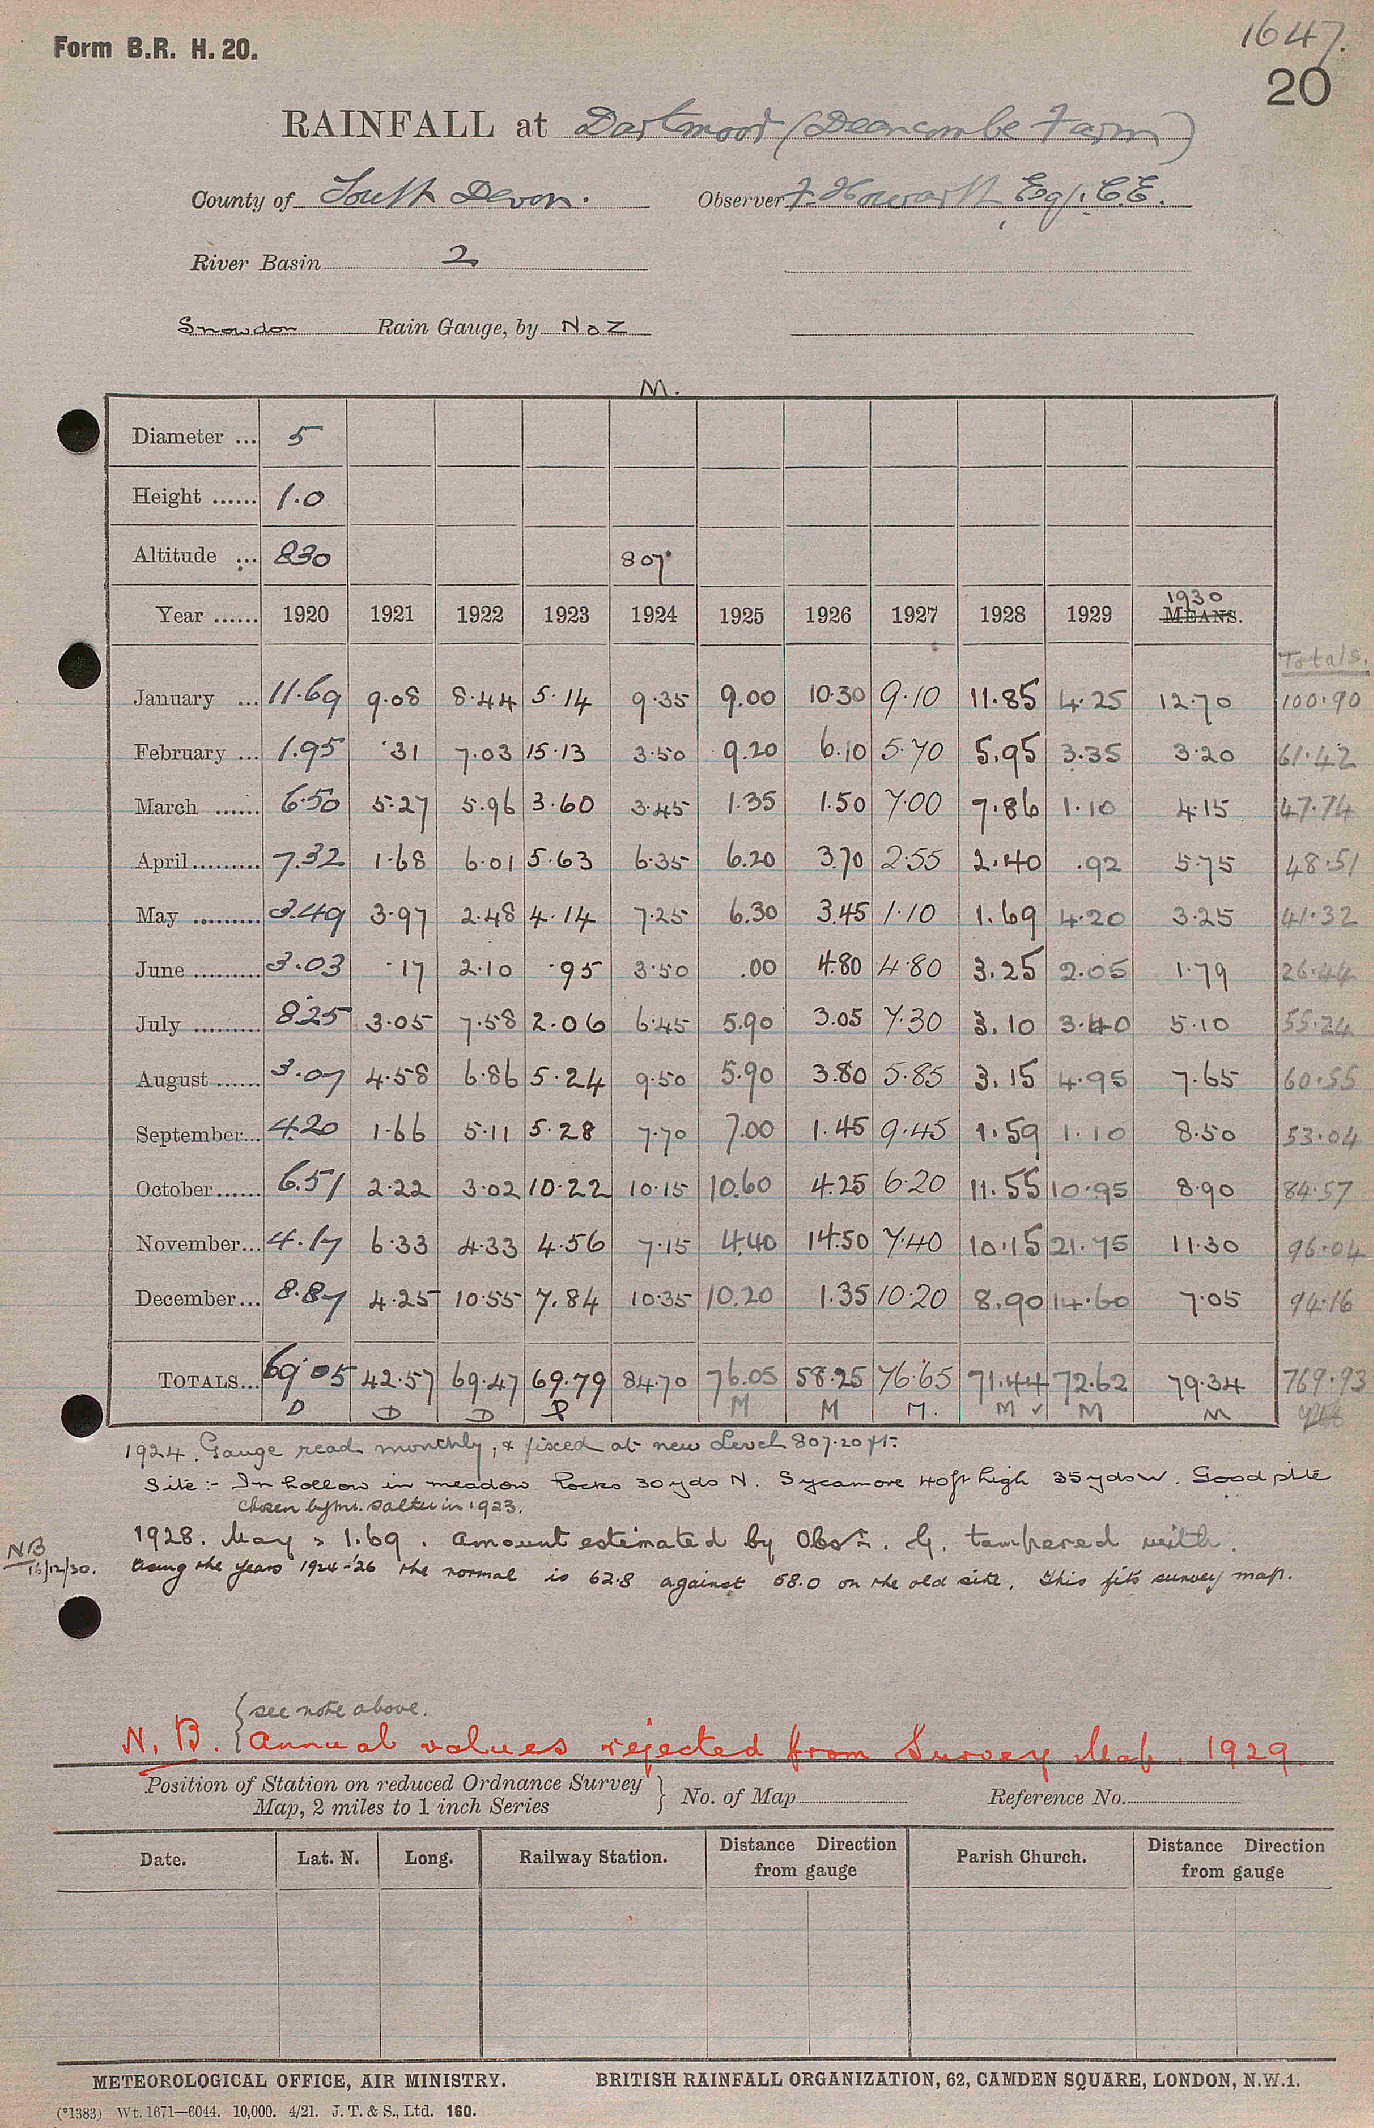 Form B.R. H. 20.
1647.
20
RAINFALL at Dartmoor (Deancombe Farm)
County of South Devon. Observer F. Howarth Esq. C.E.
River Basin 2
Snowdon Rain Gauge, by N & Z
M.
Diameter ... 5
Height ...... 1.0
Altitude ... 830 807
Year ...... 1920 1921 1922 1923 1924 1925 1926 1927 1928 1929 1930 MEANS.
Totals.
January ... 11.69 9.08 8.44 5.14 9.35 9.00 10.30 9.10 11.85 4.25 12.70 100.90
February ... 1.95 .31 7.03 15.13 3.50 9.20 6.10 5.70 5.95 3.35 3.20 61.42
March ...... 6.50 5.27 5.96 3.60 3.45 1.35 1.50 7.00 7.86 1.10 4.15 47.74
April ......... 7.32 1.68 6.01 5.63 6.35 6.20 3.70 2.55 2.40 .92 5.75 48.51
May ......... 3.49 3.97 2.48 4.14 7.25 6.30 3.45 1.10 1.69 4.20 3.25 41.32
June ......... 3.03 .17 2.10 .95 3.50 .00 4.80 4.80 3.25 2.05 1.79 26.44
July ......... 8.25 3.05 7.58 2.06 6.45 5.90 3.05 7.30 3.10 3.40 5.10 55.24
August ...... 3.07 4.58 6.86 5.24 9.50 5.90 3.80 5.85 3.15 4.95 7.65 60.55
September... 4.20 1.66 5.11 5.28 7.70 7.00 1.45 9.45 1.59 1.10 8.50 53.04
October...... 6.51 2.22 3.02 10.22 10.15 10.60 4.25 6.20 11.55 10.95 8.90 84.57
November... 4.17 6.33 4.33 4.56 7.15 4.40 14.50 7.40 10.15 21.75 11.30 96.04
December... 8.87 4.25 10.55 7.84 10.35 10.20 1.35 10.20 8.90 14.60 7.05 94.16
TOTALS... 69.05 42.57 69.47 69.79 84.70 76.05 58.25 76.65 71.44 72.62 79.34 769.93
D D D P M M M. M ✓ M M
1924. Gauge read monthly, & fixed at new level 807.20 ft.
Site :- In hollow in meadow Rocks 30 yds N. Sycamore 40 ft high 35 yds W. Good site
chosen by Mr. Salter in 1923.
1928. May > 1.69. Amount estimated by Obsr. G. tampered with.
NB 16/12/30. Using the years 1924-'26 the normal is 62.8 against 58.0 on the old site. This fits survey map.
see note above.
N.B. Annual values rejected from Survey Map. 1929
Position of Station on reduced Ordnance Survey Map, 2 miles to 1 inch Series } No. of Map Reference No.
Date. Lat. N. Long. Railway Station. Distance Direction from gauge Parish Church. Distance Direction from gauge
METEOROLOGICAL OFFICE, AIR MINISTRY. BRITISH RAINFALL ORGANIZATION, 62, CAMDEN SQUARE, LONDON, N.W.1.
(*1383) Wt. 1671—6044. 10,000. 4/21. J. T. & S., Ltd. 160.